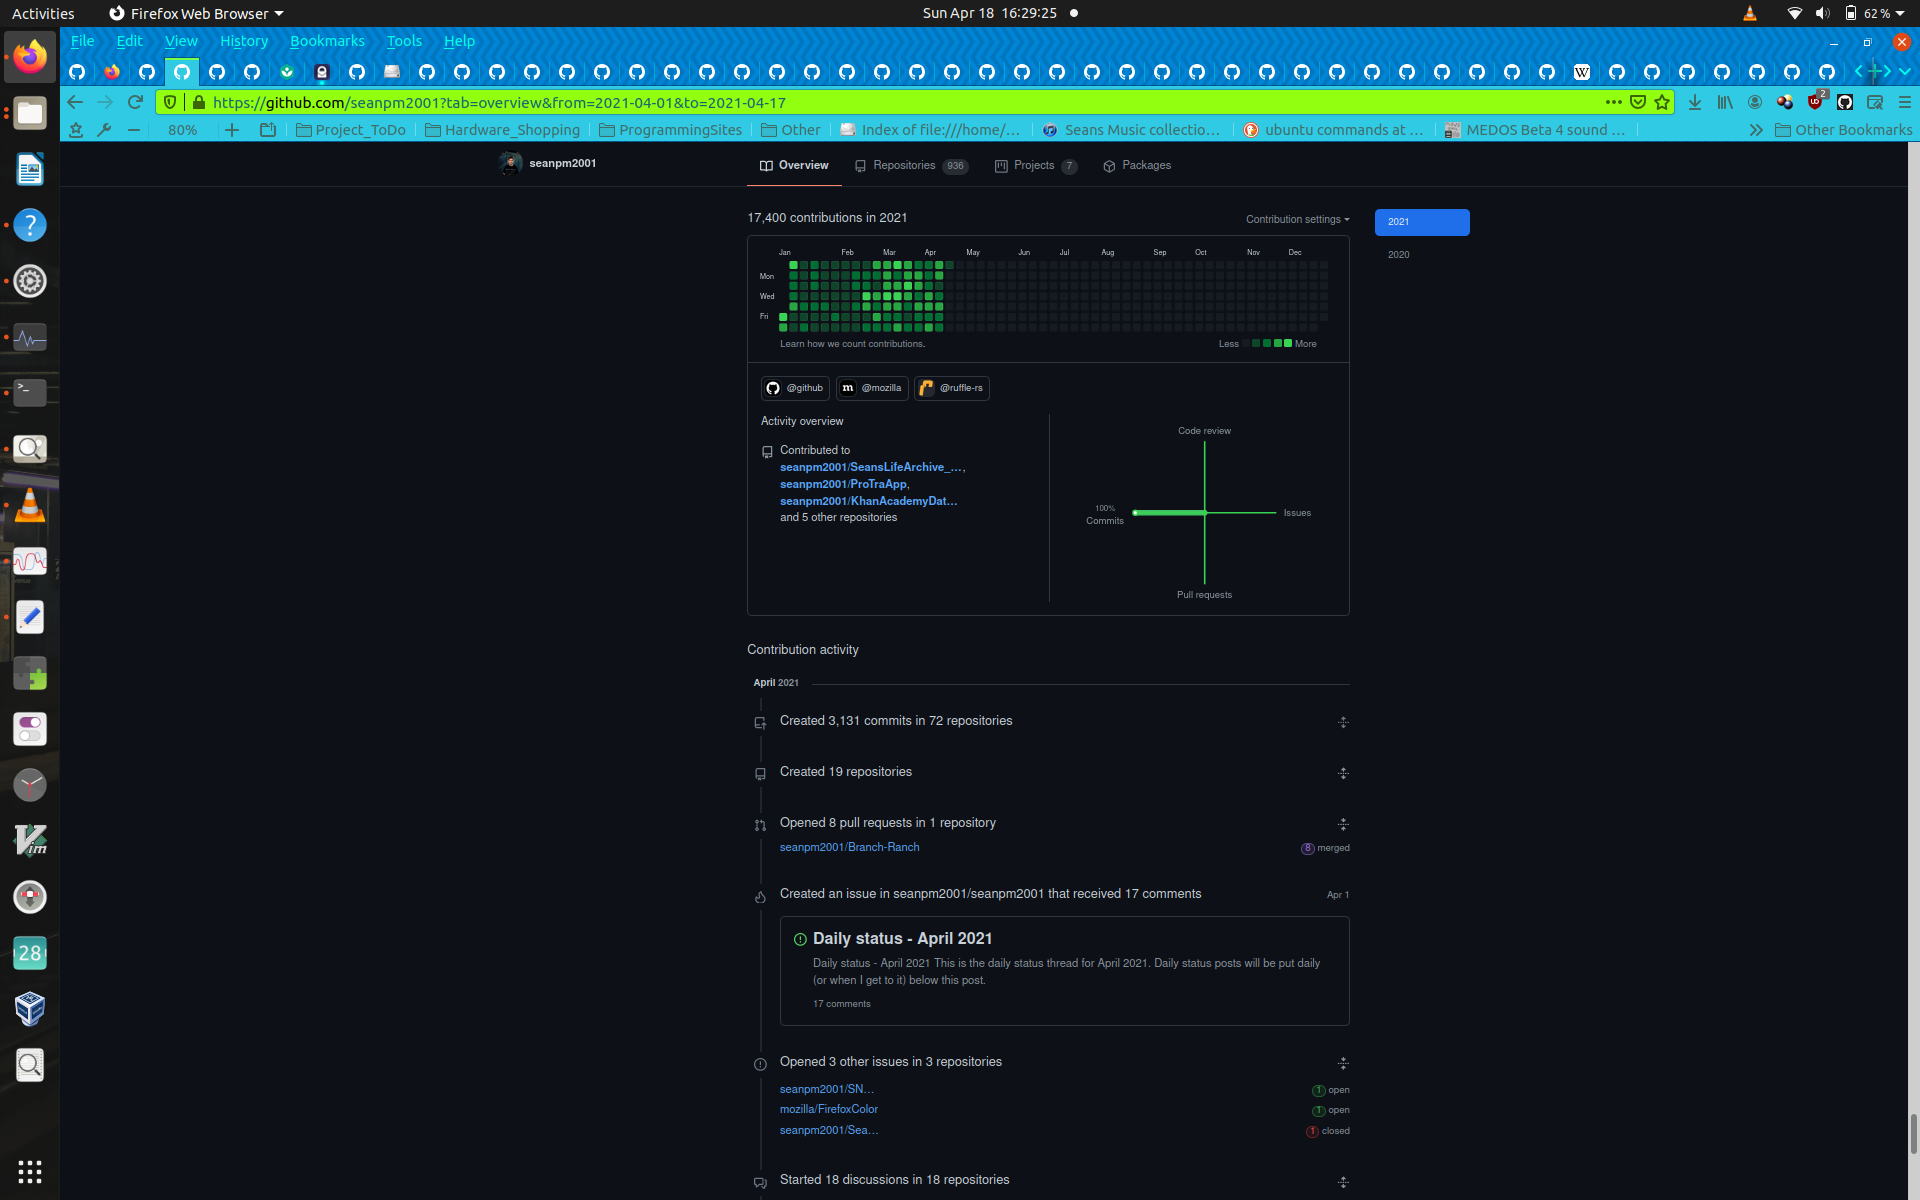 Activities
Firefox Web Browser
Sun Apr 18 16:29:25
62 %
File Edit View History Bookmarks Tools Help
https://github.com/seanpm2001?tab=overview&from=2021-04-01&to=2021-04-17
2
80%
Project_ToDo
Hardware_Shopping
ProgrammingSites
Other
Index of file:///home/…
Seans Music collectio…
ubuntu commands at …
MEDOS Beta 4 sound …
Other Bookmarks
seanpm2001
Overview
Repositories 936
Projects 7
Packages
17,400 contributions in 2021
Contribution settings
2021
2020
Jan Feb Mar Apr May Jun Jul Aug Sep Oct Nov Dec
Mon
Wed
Fri
Learn how we count contributions.
Less More
@github
@mozilla
@ruffle-rs
Activity overview
Contributed to
seanpm2001/SeansLifeArchive_…,
seanpm2001/ProTraApp,
seanpm2001/KhanAcademyDat…
and 5 other repositories
Code review
100%
Commits
Issues
Pull requests
Contribution activity
April 2021
Created 3,131 commits in 72 repositories
Created 19 repositories
Opened 8 pull requests in 1 repository
seanpm2001/Branch-Ranch
8 merged
Created an issue in seanpm2001/seanpm2001 that received 17 comments
Apr 1
Daily status - April 2021
Daily status - April 2021 This is the daily status thread for April 2021. Daily status posts will be put daily
(or when I get to it) below this post.
17 comments
Opened 3 other issues in 3 repositories
seanpm2001/SN…
1 open
mozilla/FirefoxColor
1 open
seanpm2001/Sea…
1 closed
Started 18 discussions in 18 repositories
28